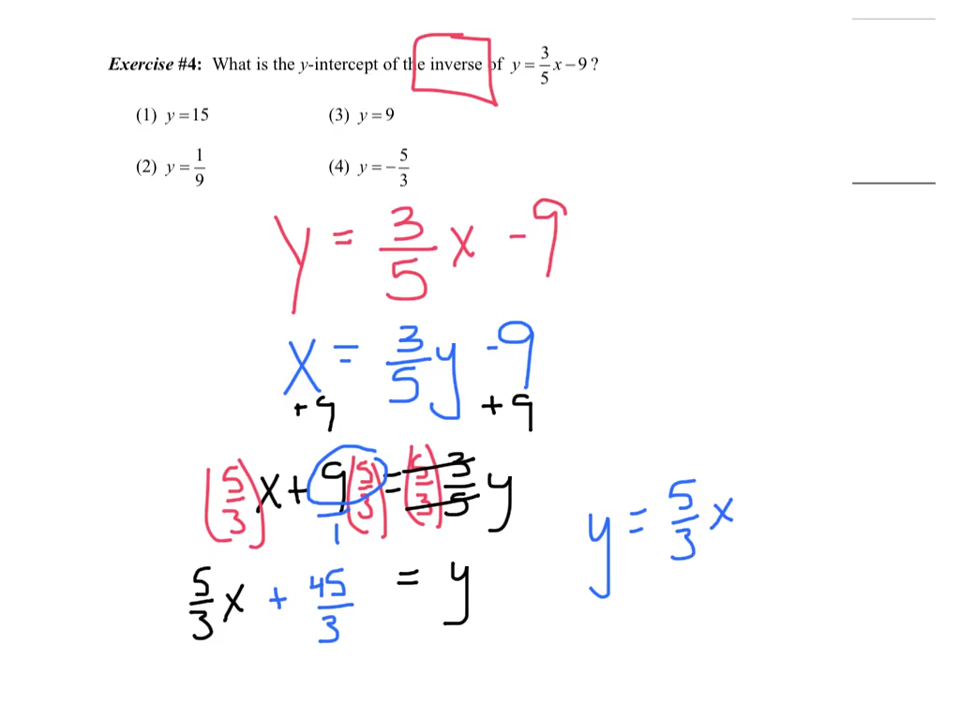 Exercise #4: What is the y-intercept of the inverse of y = 3/5 x − 9 ?
(1) y = 15 (3) y = 9
(2) y = 1/9 (4) y = −5/3
y = 3/5 x - 9
x = 3/5 y - 9
+9 +9
(5/3)x + 9/1(5/3) = (5/3)3/5 y
y = 5/3 x
5/3 x + 45/3 = y